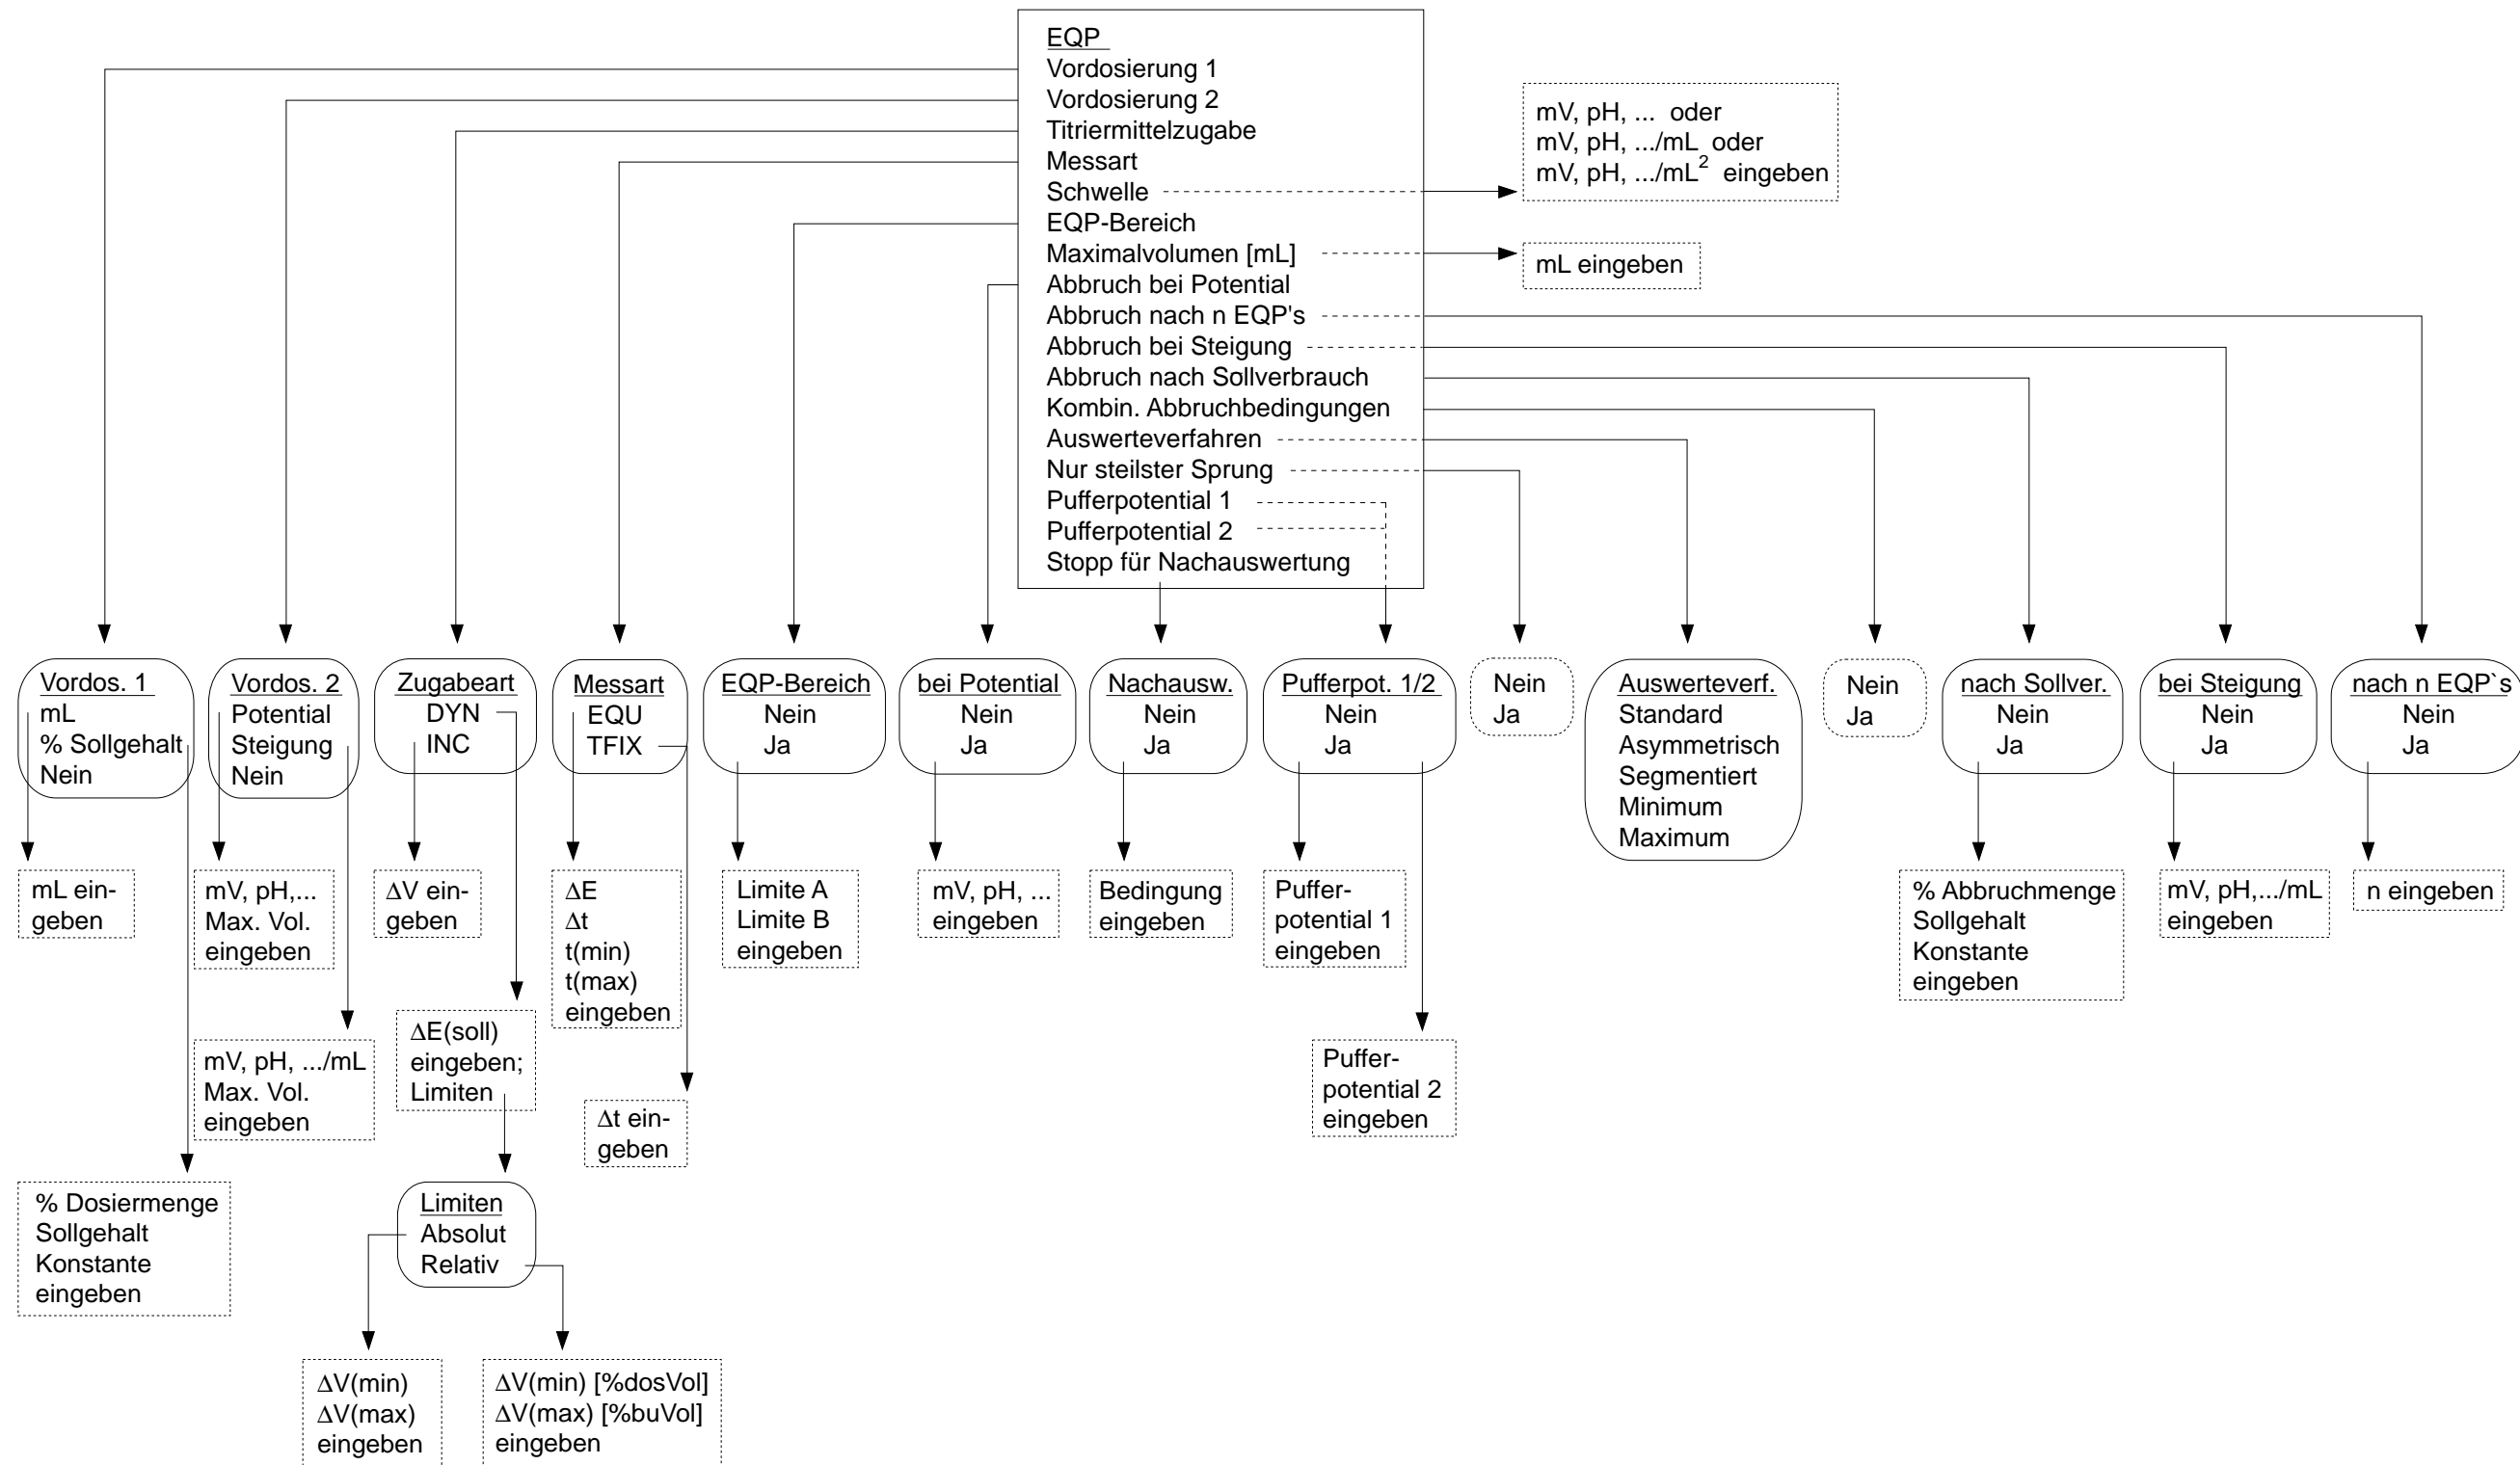 EQP
Vordosierung 1
Vordosierung 2
Titriermittelzugabe
Messart
Schwelle
EQP-Bereich
Maximalvolumen [mL]
Abbruch bei Potential
Abbruch nach n EQP's
Abbruch bei Steigung
Abbruch nach Sollverbrauch
Kombin. Abbruchbedingungen
Auswerteverfahren
Nur steilster Sprung
Pufferpotential 1
Pufferpotential 2
Stopp für Nachauswertung
mV, pH, ... oder
mV, pH, .../mL oder
mV, pH, .../mL² eingeben
mL eingeben
Vordos. 1
mL
% Sollgehalt
Nein
Vordos. 2
Potential
Steigung
Nein
Zugabeart
DYN
INC
Messart
EQU
TFIX
EQP-Bereich
Nein
Ja
bei Potential
Nein
Ja
Nachausw.
Nein
Ja
Pufferpot. 1/2
Nein
Ja
Nein
Ja
Auswerteverf.
Standard
Asymmetrisch
Segmentiert
Minimum
Maximum
Nein
Ja
nach Sollver.
Nein
Ja
bei Steigung
Nein
Ja
nach n EQP`s
Nein
Ja
mL ein-
geben
mV, pH,...
Max. Vol.
eingeben
ΔV ein-
geben
ΔE
Δt
t(min)
t(max)
eingeben
Limite A
Limite B
eingeben
mV, pH, ...
eingeben
Bedingung
eingeben
Puffer-
potential 1
eingeben
% Abbruchmenge
Sollgehalt
Konstante
eingeben
mV, pH,.../mL
eingeben
n eingeben
mV, pH, .../mL
Max. Vol.
eingeben
ΔE(soll)
eingeben;
Limiten
Δt ein-
geben
Puffer-
potential 2
eingeben
% Dosiermenge
Sollgehalt
Konstante
eingeben
Limiten
Absolut
Relativ
ΔV(min)
ΔV(max)
eingeben
ΔV(min) [%dosVol]
ΔV(max) [%buVol]
eingeben